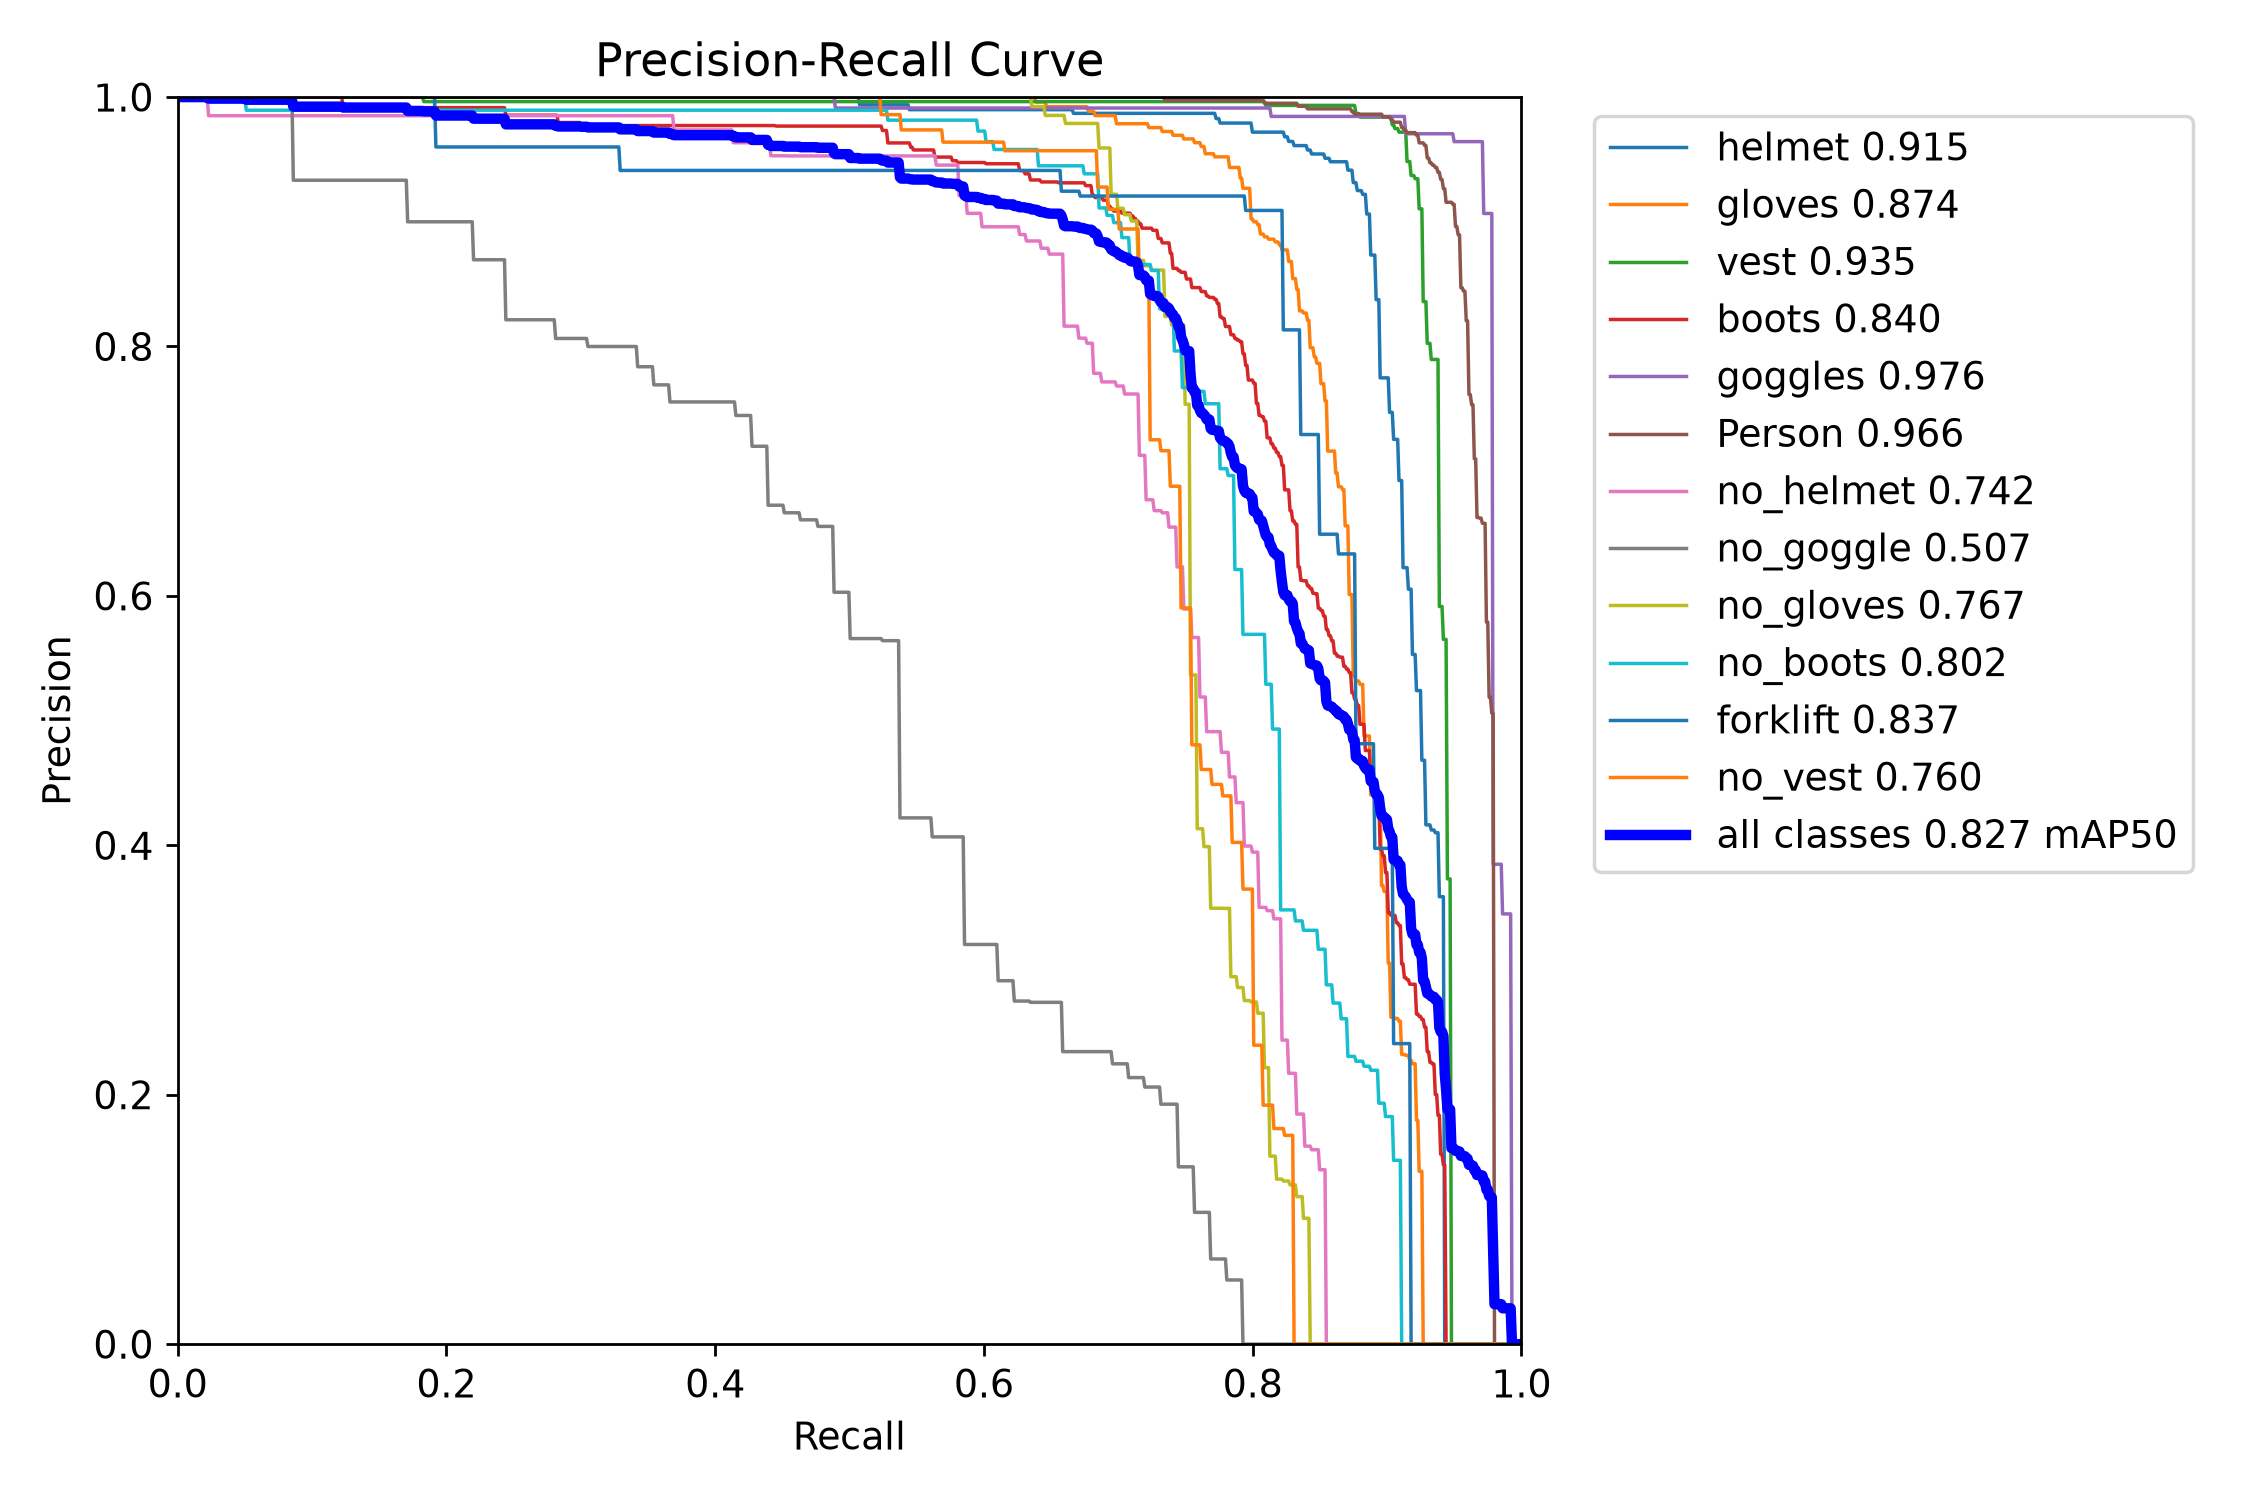 Precision-Recall Curve
1.0
0.8
0.6
0.4
0.2
0.0
Precision
0.0 0.2 0.4 0.6 0.8 1.0
Recall
helmet 0.915
gloves 0.874
vest 0.935
boots 0.840
goggles 0.976
Person 0.966
no_helmet 0.742
no_goggle 0.507
no_gloves 0.767
no_boots 0.802
forklift 0.837
no_vest 0.760
all classes 0.827 mAP50